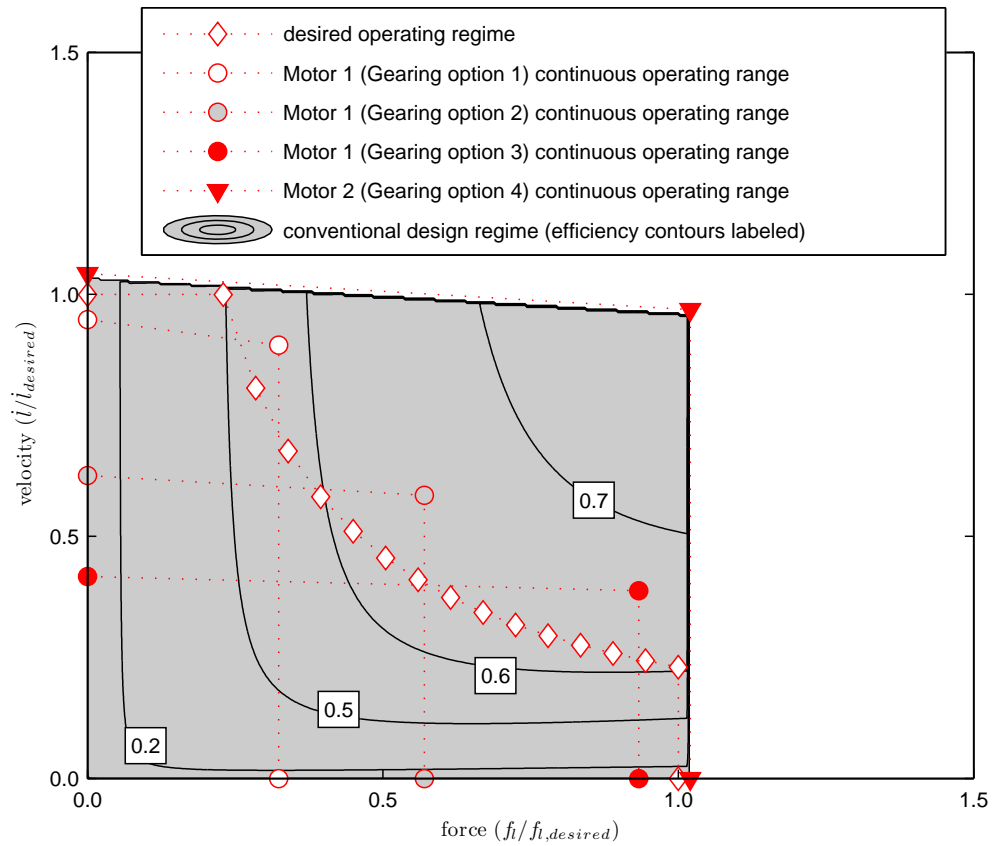 desired operating regime
Motor 1 (Gearing option 1) continuous operating range
Motor 1 (Gearing option 2) continuous operating range
Motor 1 (Gearing option 3) continuous operating range
Motor 2 (Gearing option 4) continuous operating range
conventional design regime (efficiency contours labeled)
1.5
1.0
0.5
0.0
velocity (i̇/i̇desired)
0.7
0.6
0.5
0.2
0.0
0.5
1.0
1.5
force (fl/fl,desired)